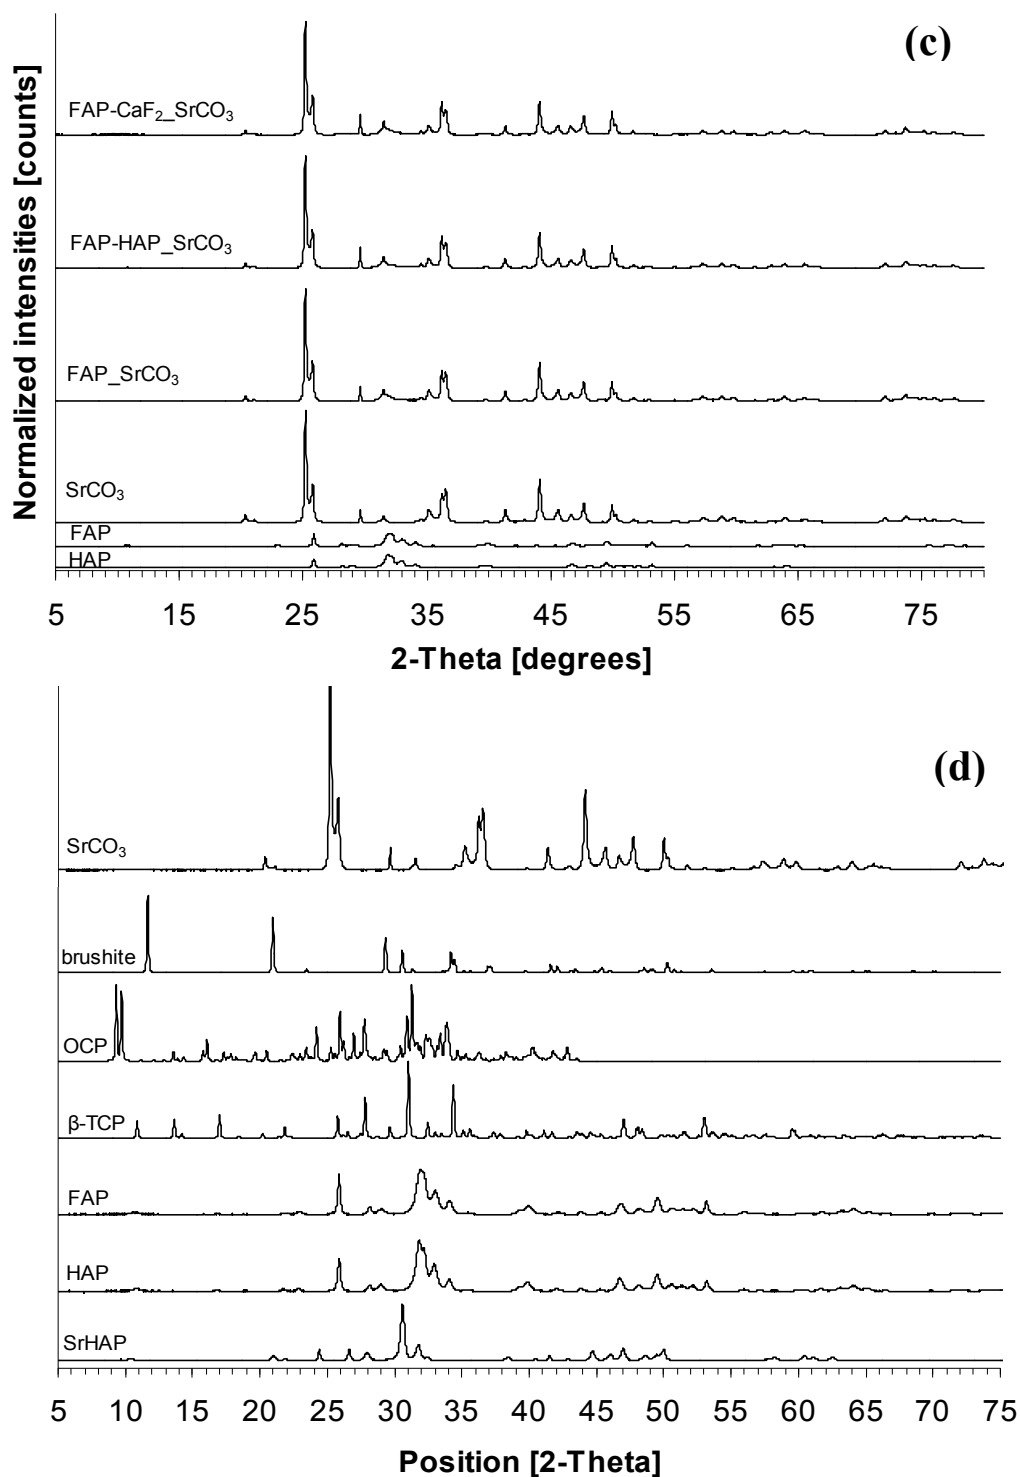 (c)
Normalized intensities [counts]
FAP-CaF₂_SrCO₃
FAP-HAP_SrCO₃
FAP_SrCO₃
SrCO₃
FAP
HAP
5 15 25 35 45 55 65 75
2-Theta [degrees]
(d)
SrCO₃
brushite
OCP
β-TCP
FAP
HAP
SrHAP
5 10 15 20 25 30 35 40 45 50 55 60 65 70 75
Position [2-Theta]